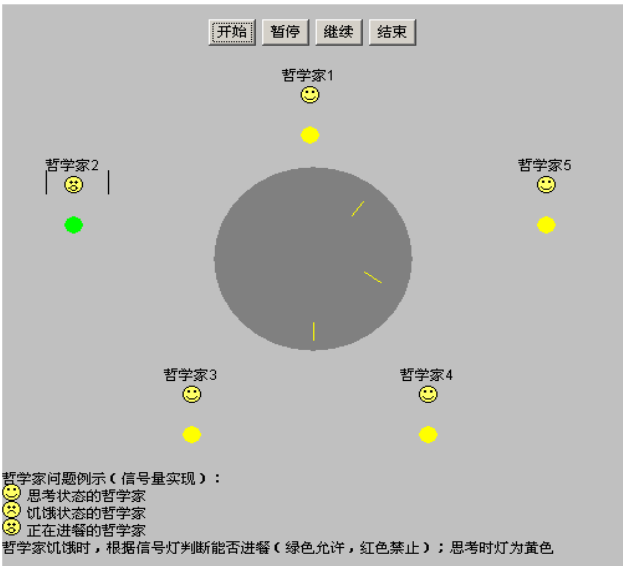 开始 暂停 继续 结束
哲学家1
哲学家2
哲学家5
哲学家3
哲学家4
哲学家问题例示(信号量实现):
思考状态的哲学家
饥饿状态的哲学家
正在进餐的哲学家
哲学家饥饿时,根据信号灯判断能否进餐(绿色允许,红色禁止);思考时灯为黄色